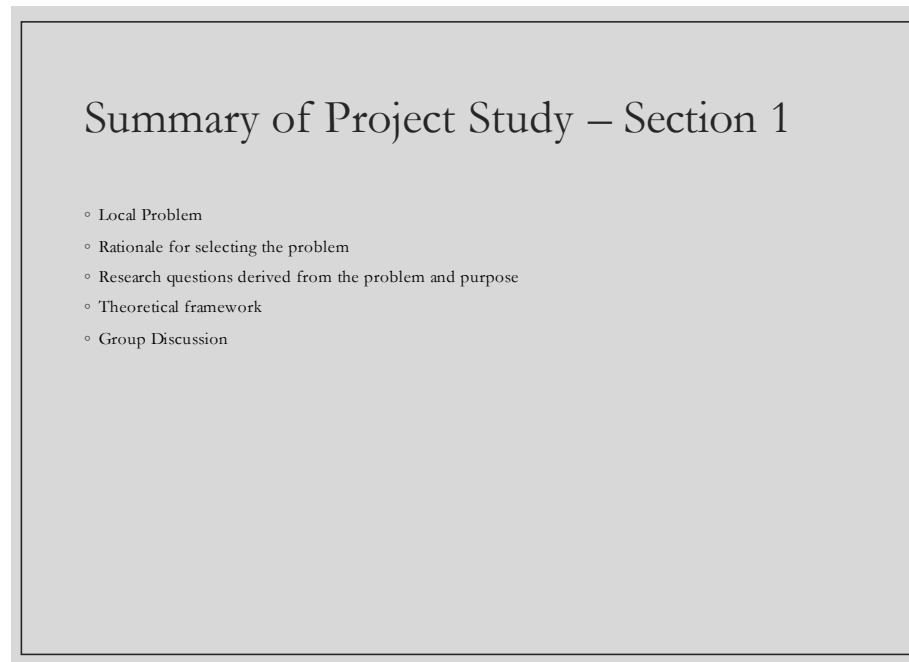 Summary of Project Study – Section 1
◦ Local Problem
◦ Rationale for selecting the problem
◦ Research questions derived from the problem and purpose
◦ Theoretical framework
◦ Group Discussion